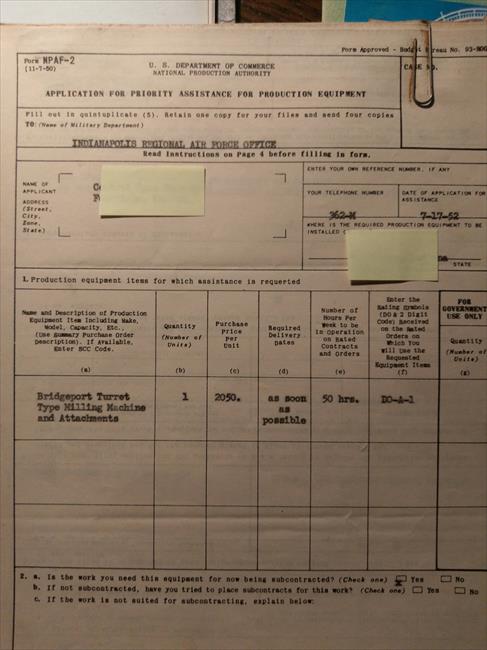 Form Approved - Budget Bureau No. 93-
Form NPAF-2
(11-7-50)
U. S. DEPARTMENT OF COMMERCE
NATIONAL PRODUCTION AUTHORITY
CASE NO.
APPLICATION FOR PRIORITY ASSISTANCE FOR PRODUCTION EQUIPMENT
Fill out in quintuplicate (5). Retain one copy for your files and send four copies
TO: (Name of Military Department)
INDIANAPOLIS REGIONAL AIR FORCE OFFICE
Read Instructions on Page 4 before filling in form.
NAME OF
APPLICANT
ADDRESS
(Street,
City,
Zone,
State)
ENTER YOUR OWN REFERENCE NUMBER, IF ANY
YOUR TELEPHONE NUMBER
362-M
DATE OF APPLICATION FOR
ASSISTANCE
7-17-52
WHERE IS THE REQUIRED PRODUCTION EQUIPMENT TO BE
INSTALLED
STATE
1. Production equipment items for which assistance is requested
Name and Description of Production
Equipment Item Including Make,
Model, Capacity, Etc.,
(Use Summary Purchase Order
Description). If Available,
Enter SCC Code.
(a)
Quantity
(Number of
Units)
(b)
Purchase
Price
per
Unit
(c)
Required
Delivery
Dates
(d)
Number of
Hours Per
Week to be
in Operation
on Rated
Contracts
and Orders
(e)
Enter the
Rating Symbols
(DO & 2 Digit
Code) Received
on the Rated
Orders on
Which You
Will Use the
Requested
Equipment Items
(f)
FOR
GOVERNMENT
USE ONLY
Quantity
(Number of
Units)
(g)
Bridgeport Turret
Type Milling Machine
and Attachments
1
2050.
as soon
as
possible
50 hrs.
DO-A-1
2. a. Is the work you need this equipment for now being subcontracted? (Check one) X Yes No
b. If not subcontracted, have you tried to place subcontracts for this work? (Check one) Yes No
c. If the work is not suited for subcontracting, explain below: